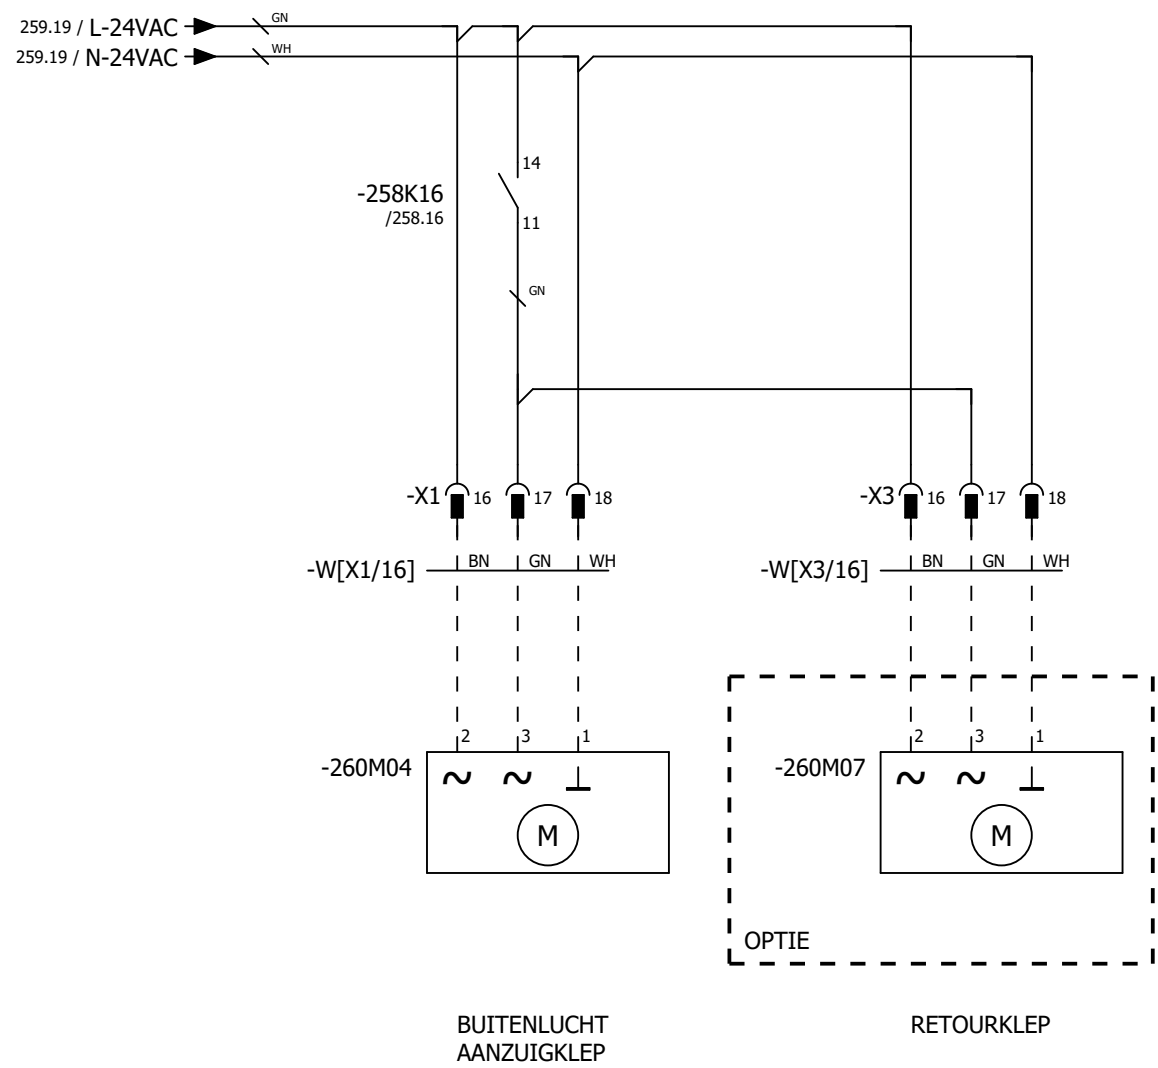 259.19 / L-24VAC GN
259.19 / N-24VAC WH
14
-258K16
/258.16
11
GN
-X1 16 17 18 -X3 16 17 18
-W[X1/16] BN GN WH -W[X3/16] BN GN WH
2 3 1 2 3 1
-260M04 ~ ~ -260M07 ~ ~
M M
OPTIE
BUITENLUCHT RETOURKLEP
AANZUIGKLEP